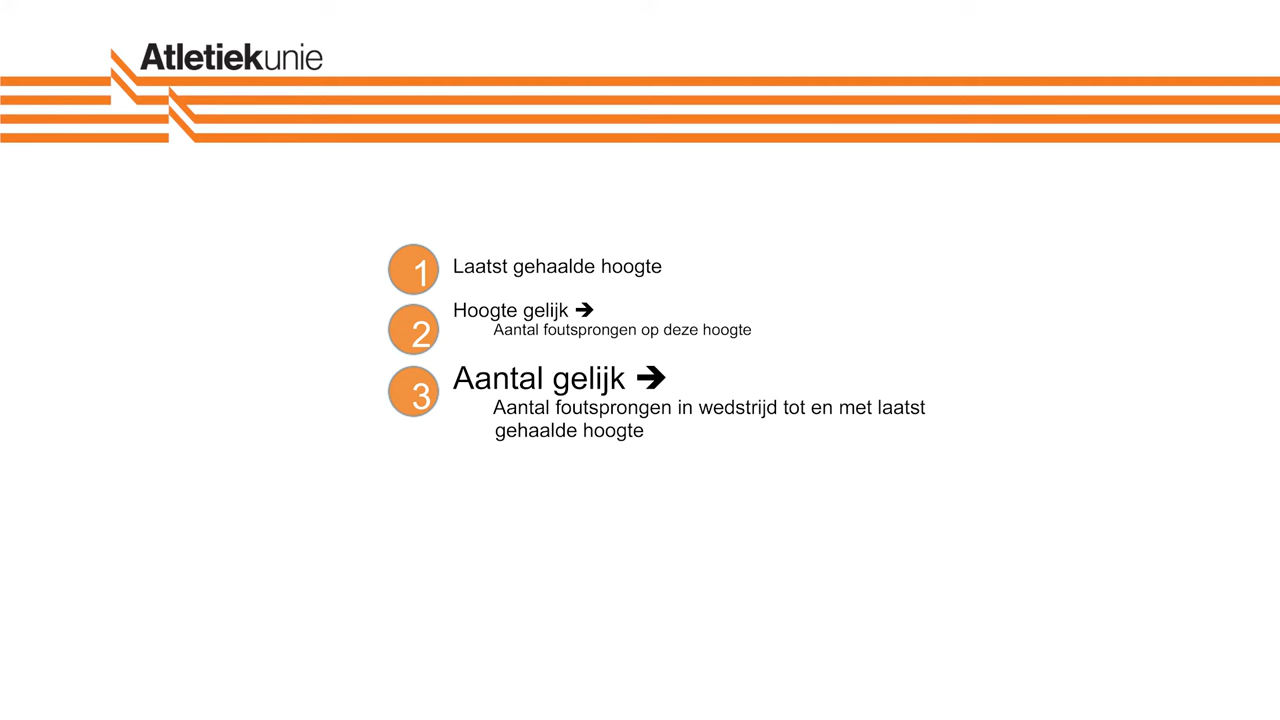 Atletiekunie
1 Laatst gehaalde hoogte
2 Hoogte gelijk ➔
Aantal foutsprongen op deze hoogte
3 Aantal gelijk ➔
Aantal foutsprongen in wedstrijd tot en met laatst
gehaalde hoogte